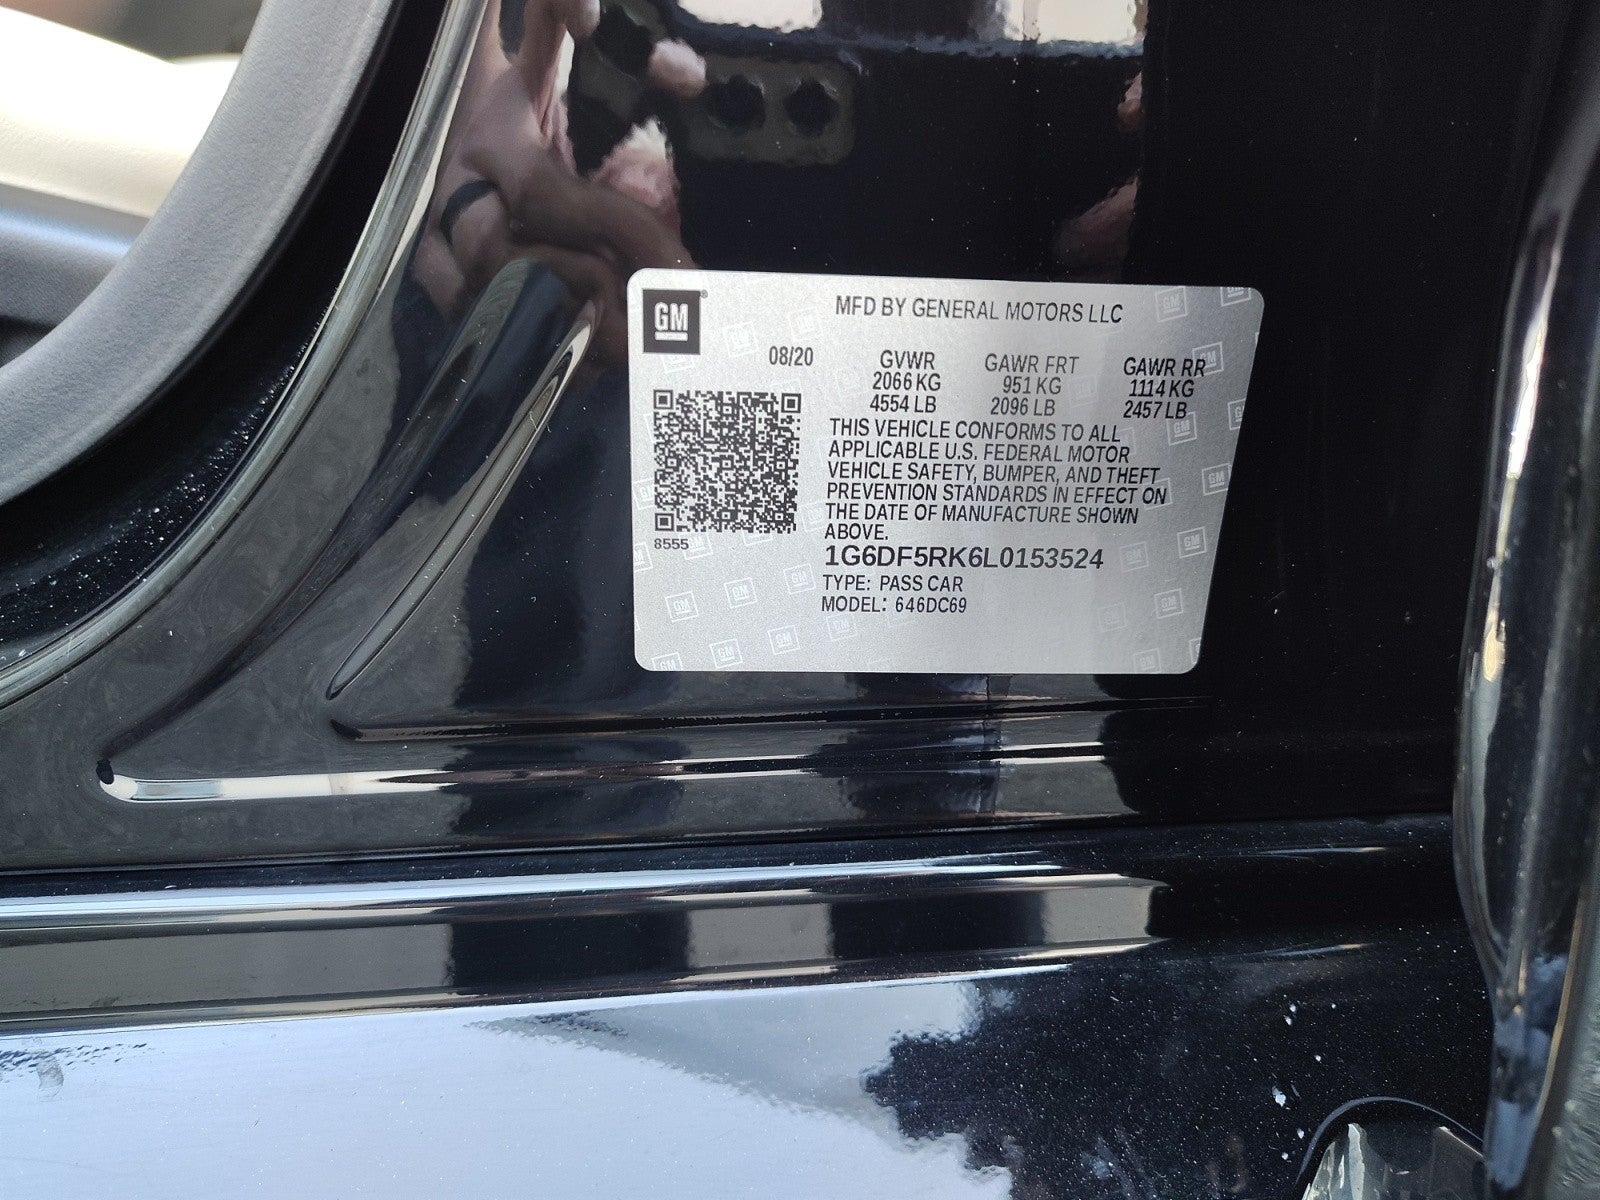 GM
MFD BY GENERAL MOTORS LLC
08/20 GVWR GAWR FRT GAWR RR
2066 KG 951 KG 1114 KG
4554 LB 2096 LB 2457 LB
THIS VEHICLE CONFORMS TO ALL
APPLICABLE U.S. FEDERAL MOTOR
VEHICLE SAFETY, BUMPER, AND THEFT
PREVENTION STANDARDS IN EFFECT ON
THE DATE OF MANUFACTURE SHOWN
ABOVE.
8555
1G6DF5RK6L0153524
TYPE: PASS CAR
MODEL: 646DC69